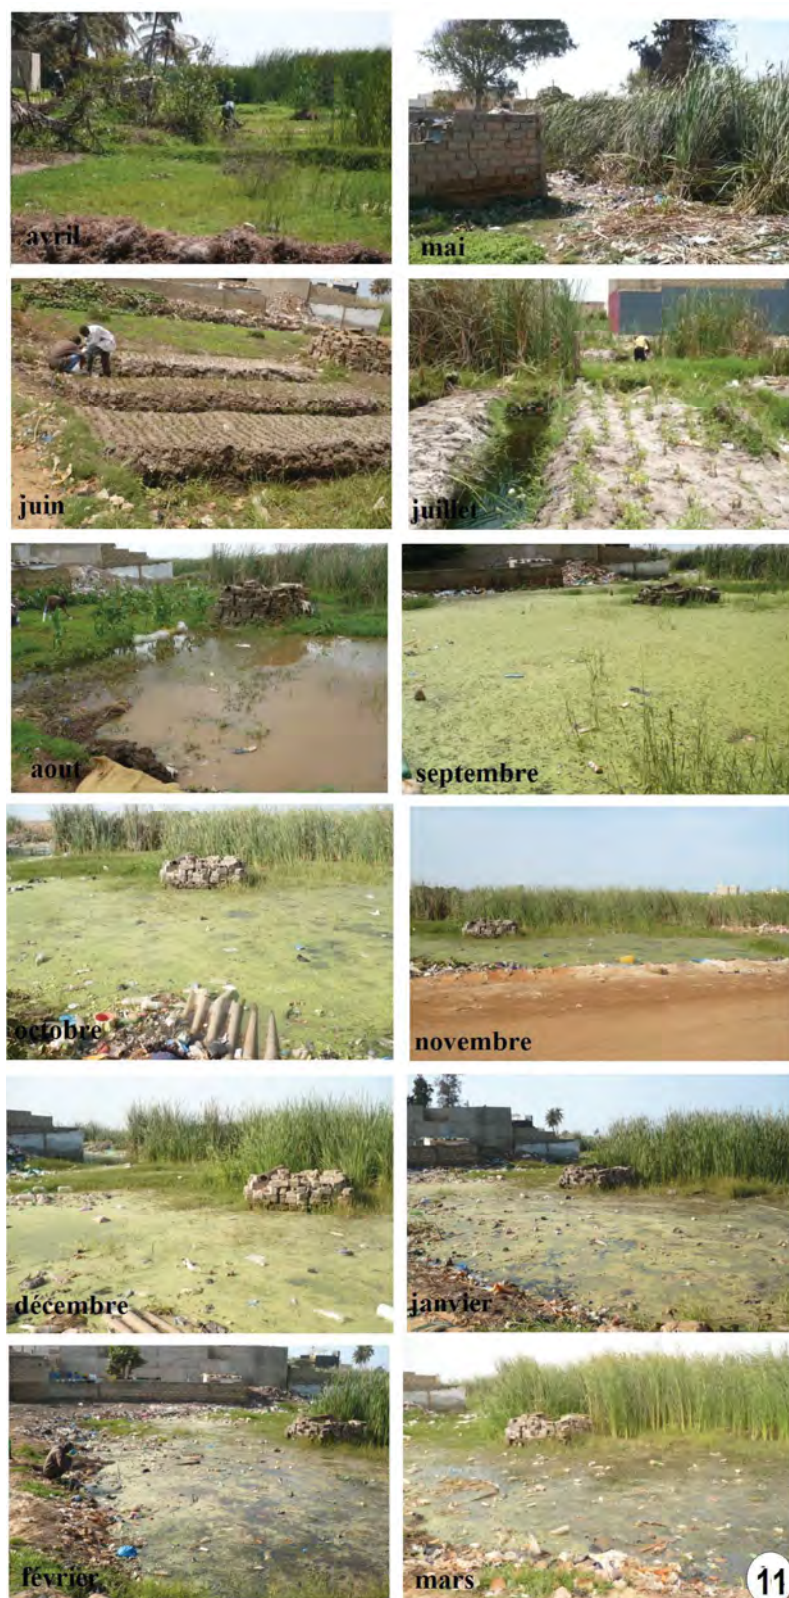 avril
mai
juin
juillet
aout
septembre
octobre
novembre
décembre
janvier
février
mars
11